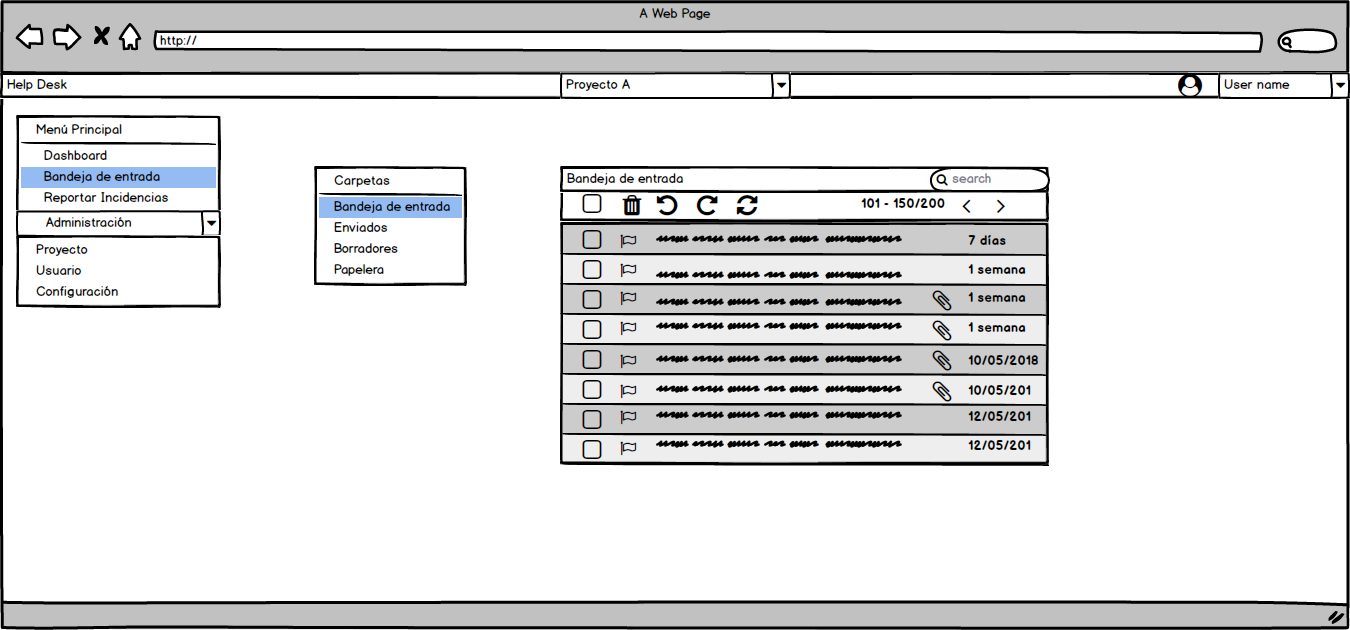 A Web Page
http://
Help Desk
Proyecto A
User name
Menú Principal
Dashboard
Bandeja de entrada
Reportar Incidencias
Administración
Proyecto
Usuario
Configuración
Carpetas
Bandeja de entrada
Enviados
Borradores
Papelera
Bandeja de entrada
search
101 - 150/200
7 días
1 semana
1 semana
1 semana
10/05/2018
10/05/201
12/05/201
12/05/201